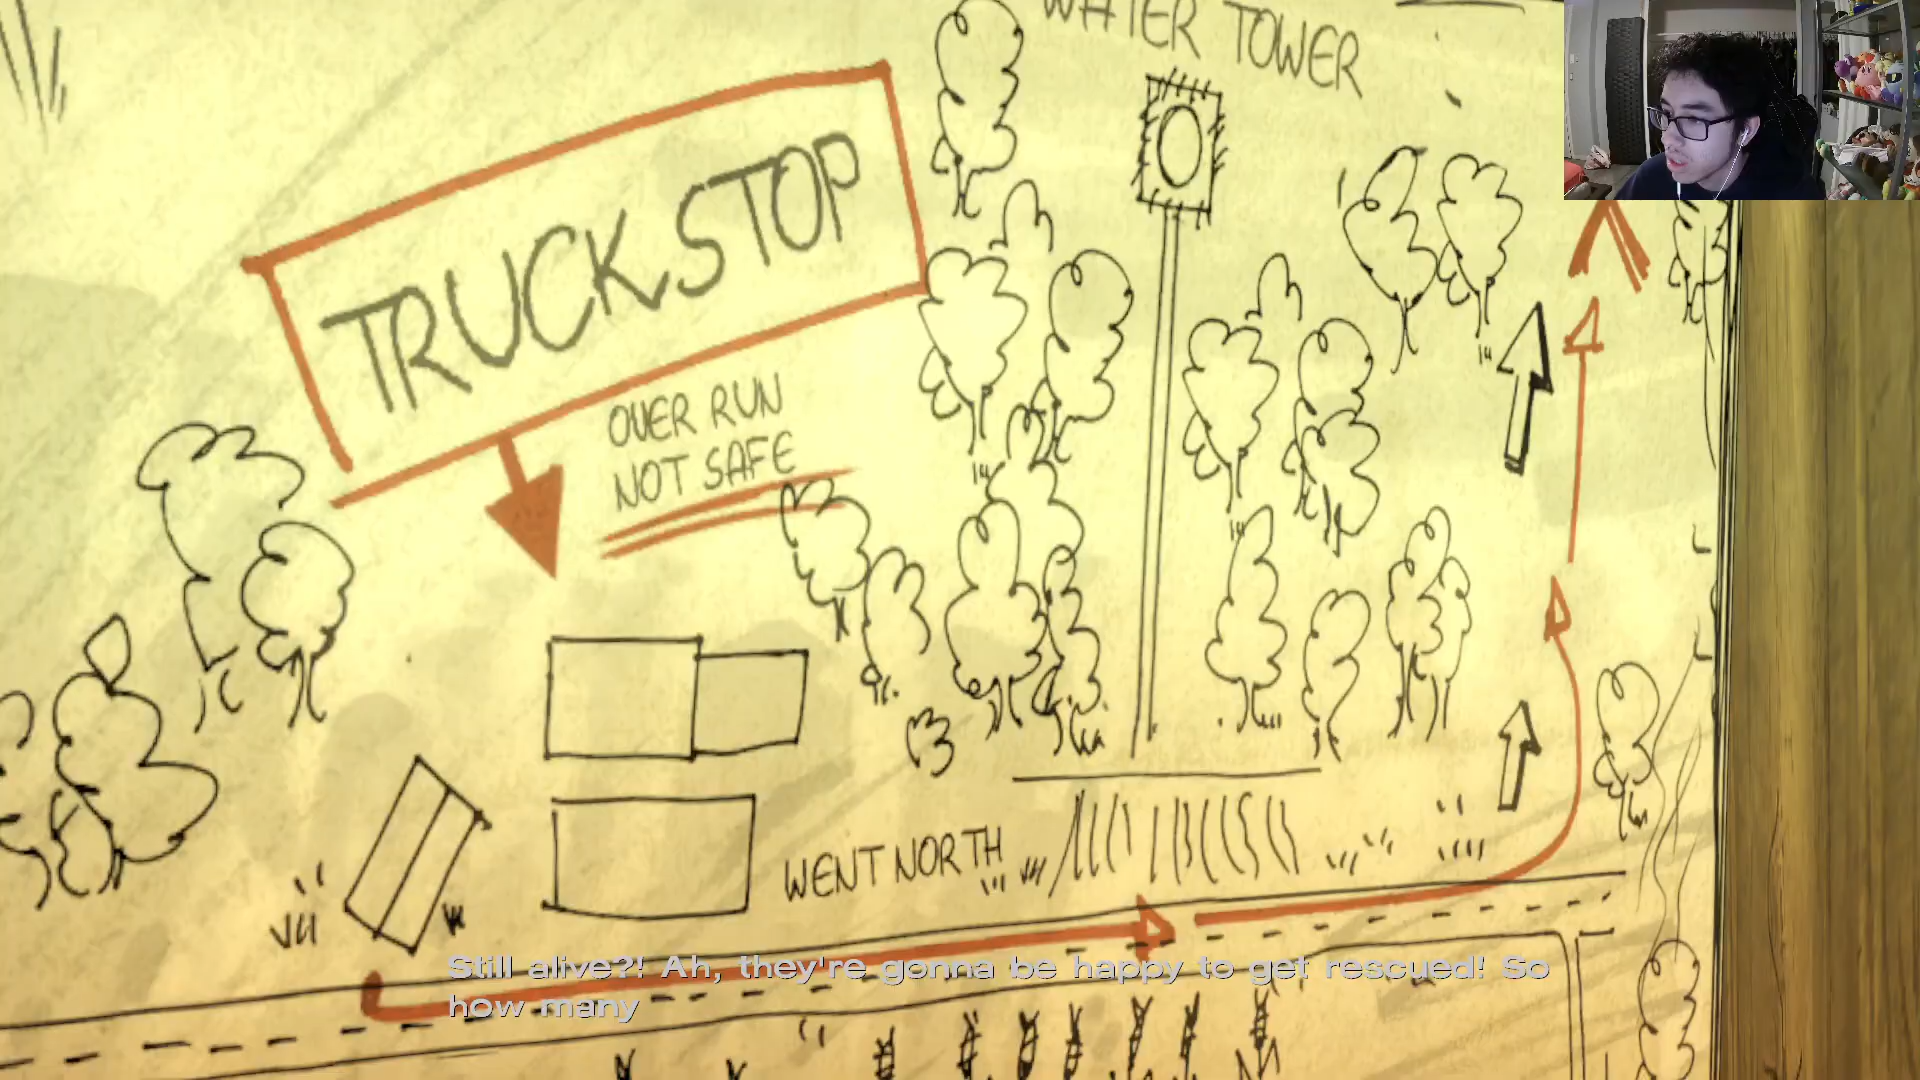 WATER TOWER
TRUCK STOP
OVER RUN
NOT SAFE
WENT NORTH
Still alive?! Ah, they're gonna be happy to get rescued! So
how many